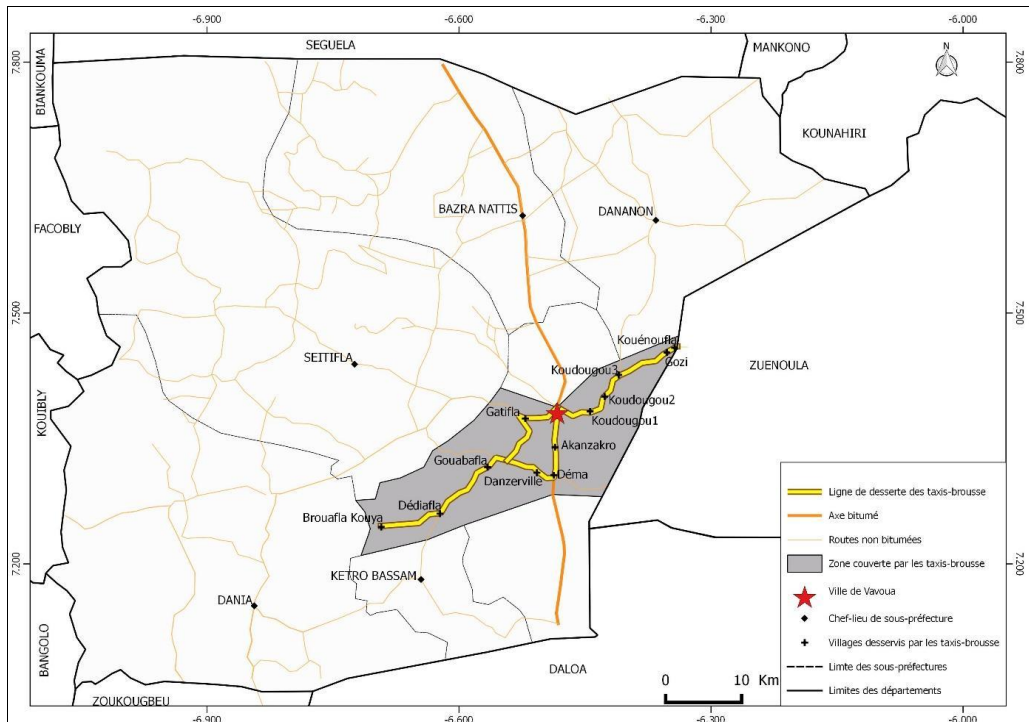 -6.900
-6.600
-6.300
-6.000
SEGUELA
MANKONO
N
7.800
7.800
BIANKOUMA
KOUNAHIRI
BAZRA NATTIS
DANANON
FACOBLY
7.500
7.500
Kouénoufla
Gozi
SEITIFLA
Koudougou3
ZUENOULA
KOUIBLY
Koudougou2
Gatifla
Koudougou1
Akanzakro
Gouabafla
Danzerville
Déma
Dédiafla
Brouafla Kouya
7.200
7.200
KETRO BASSAM
DANIA
BANGOLO
DALOA
ZOUKOUGBEU
0 10 Km
Ligne de desserte des taxis-brousse
Axe bitumé
Routes non bitumées
Zone couverte par les taxis-brousse
Ville de Vavoua
Chef-lieu de sous-préfecture
Villages desservis par les taxis-brousse
Limte des sous-préfectures
Limites des départements
-6.900
-6.600
-6.300
-6.000